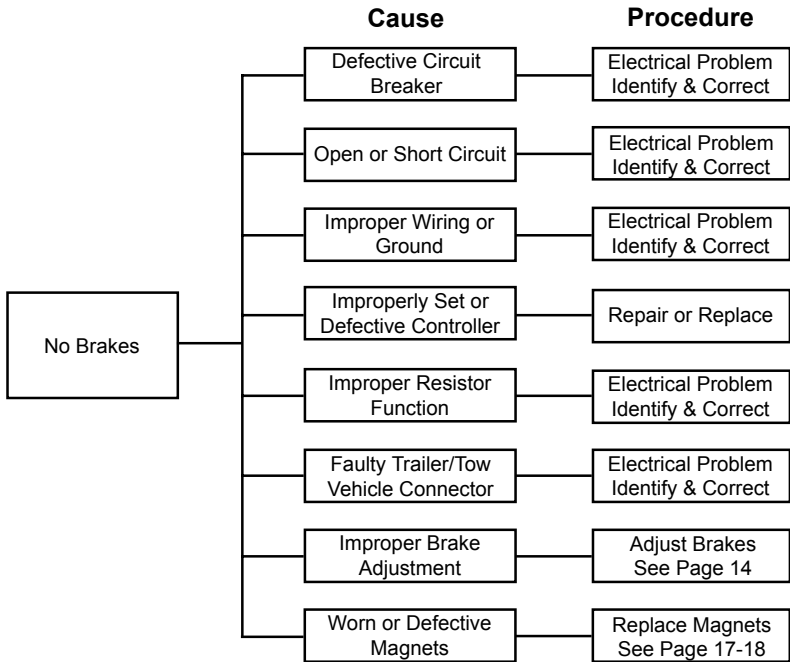 Cause
Procedure
Defective Circuit
Breaker
Electrical Problem
Identify & Correct
Open or Short Circuit
Electrical Problem
Identify & Correct
Improper Wiring or
Ground
Electrical Problem
Identify & Correct
No Brakes
Improperly Set or
Defective Controller
Repair or Replace
Improper Resistor
Function
Electrical Problem
Identify & Correct
Faulty Trailer/Tow
Vehicle Connector
Electrical Problem
Identify & Correct
Improper Brake
Adjustment
Adjust Brakes
See Page 14
Worn or Defective
Magnets
Replace Magnets
See Page 17-18